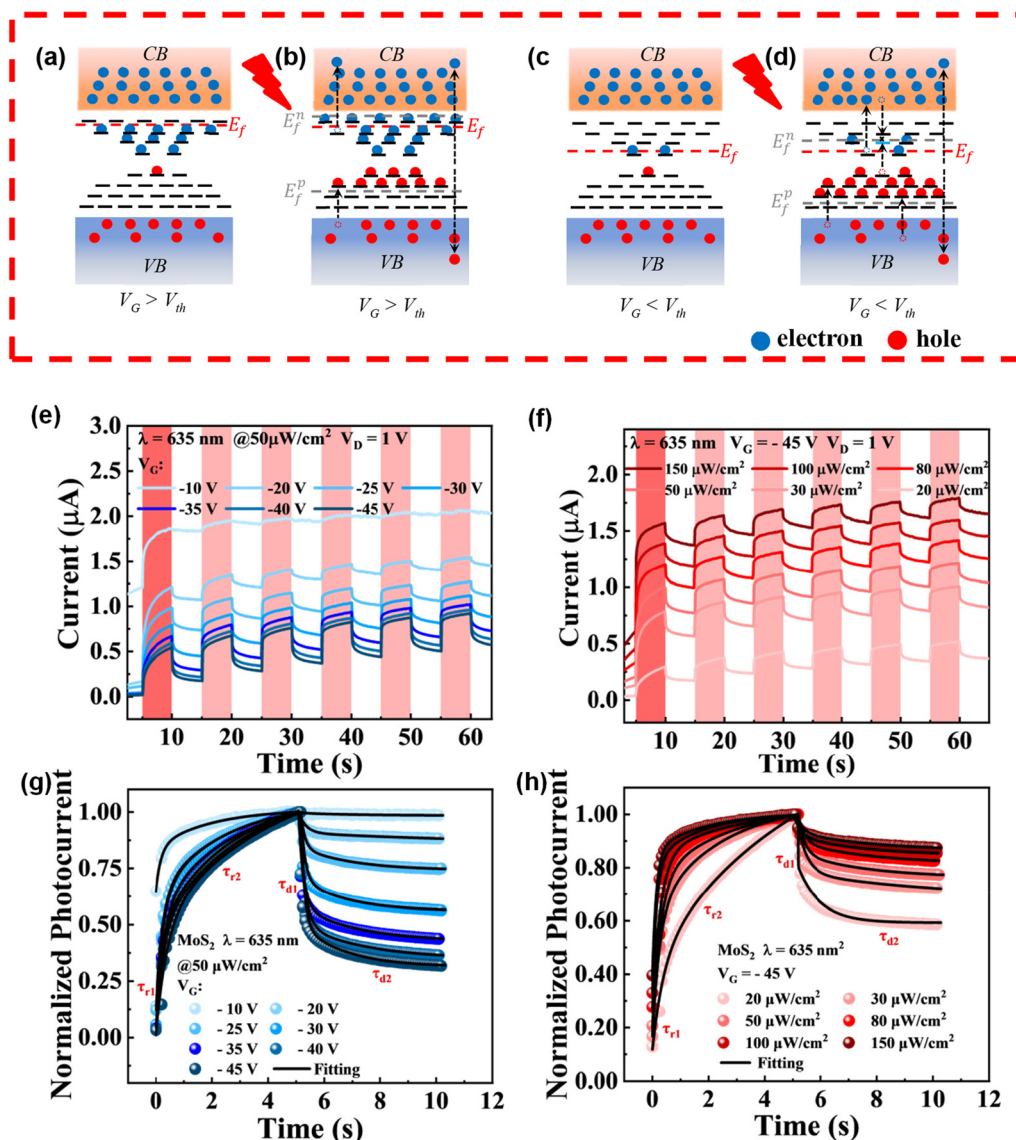 (a)
CB
E_f
VB
V_G > V_th
(b)
CB
E_f^n
E_f
E_f^p
VB
V_G > V_th
(c)
CB
E_f
VB
V_G < V_th
(d)
CB
E_f^n
E_f
E_f^p
VB
V_G < V_th
electron hole
(e)
λ = 635 nm @50μW/cm² V_D = 1 V
V_G:
-10 V -20 V -25 V -30 V
-35 V -40 V -45 V
3.0
2.5
2.0
1.5
1.0
0.5
0.0
Current (μA)
10 20 30 40 50 60
Time (s)
(f)
λ = 635 nm V_G = - 45 V V_D = 1 V
150 μW/cm² 100 μW/cm² 80 μW/cm²
50 μW/cm² 30 μW/cm² 20 μW/cm²
2.0
1.5
1.0
0.5
0.0
Current (μA)
10 20 30 40 50 60
Time (s)
(g)
1.00
0.75
0.50
0.25
0.00
Normalized Photocurrent
τ_r1
τ_r2
τ_d1
τ_d2
MoS₂ λ = 635 nm
@50 μW/cm²
V_G:
- 10 V - 20 V
- 25 V - 30 V
- 35 V - 40 V
- 45 V Fitting
0 2 4 6 8 10 12
Time (s)
(h)
1.00
0.80
0.60
0.40
0.20
0.00
Normalized Photocurrent
τ_r1
τ_r2
τ_d1
τ_d2
MoS₂ λ = 635 nm²
V_G = - 45 V
20 μW/cm² 30 μW/cm²
50 μW/cm² 80 μW/cm²
100 μW/cm² 150 μW/cm²
Fitting
0 2 4 6 8 10 12
Time (s)